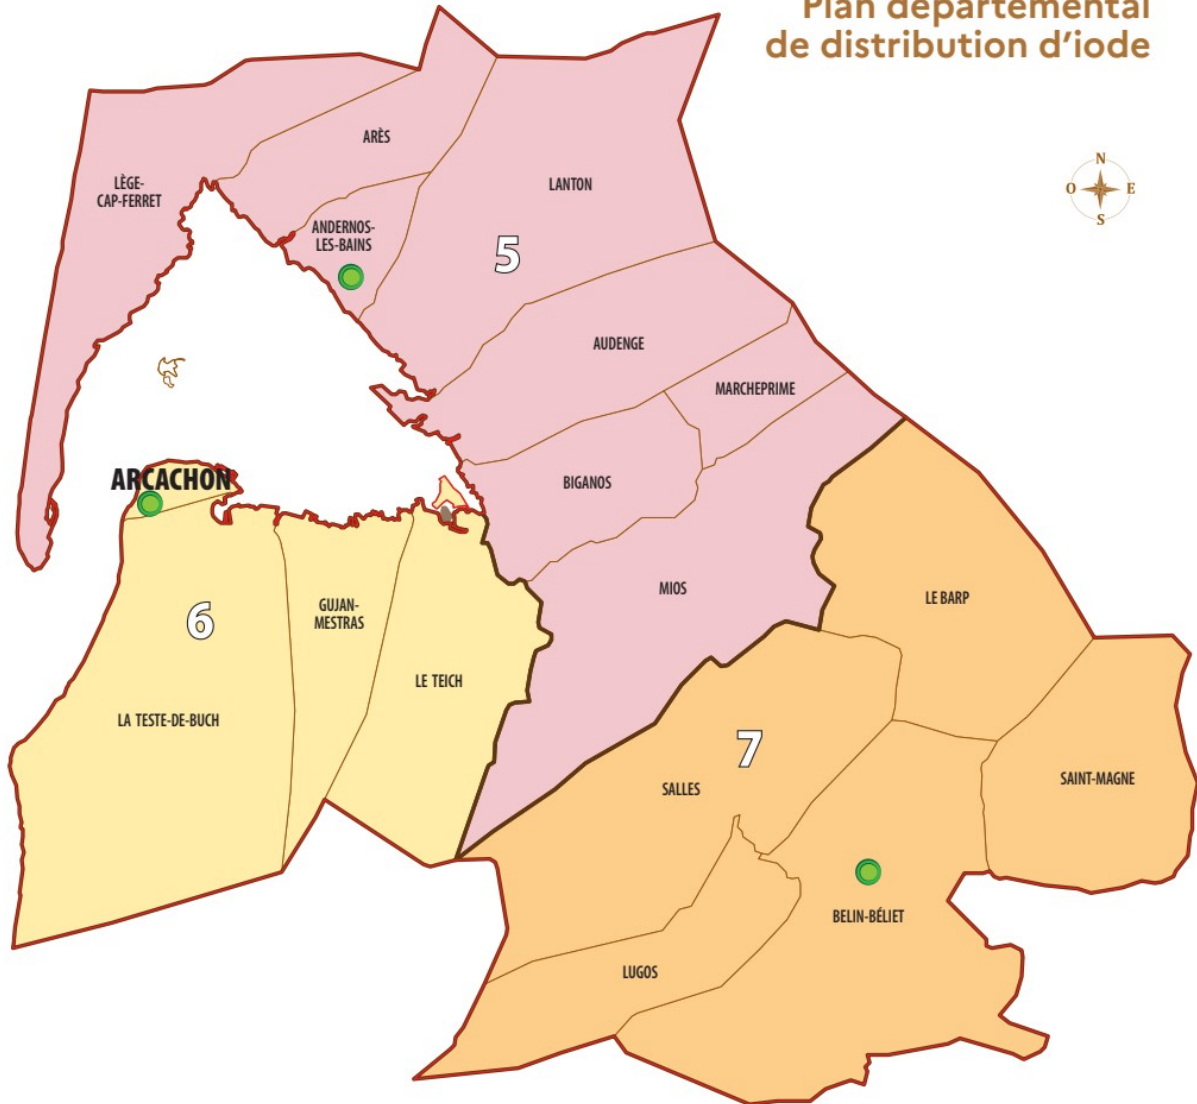 Plan départemental
de distribution d'iode
N
O
E
S
ARÈS
LÈGE-
CAP-FERRET
LANTON
ANDERNOS-
LES-BAINS
5
AUDENGE
MARCHEPRIME
ARCACHON
BIGANOS
MIOS
LE BARP
GUJAN-
MESTRAS
6
LE TEICH
LA TESTE-DE-BUCH
7
SALLES
SAINT-MAGNE
BELIN-BÉLIET
LUGOS